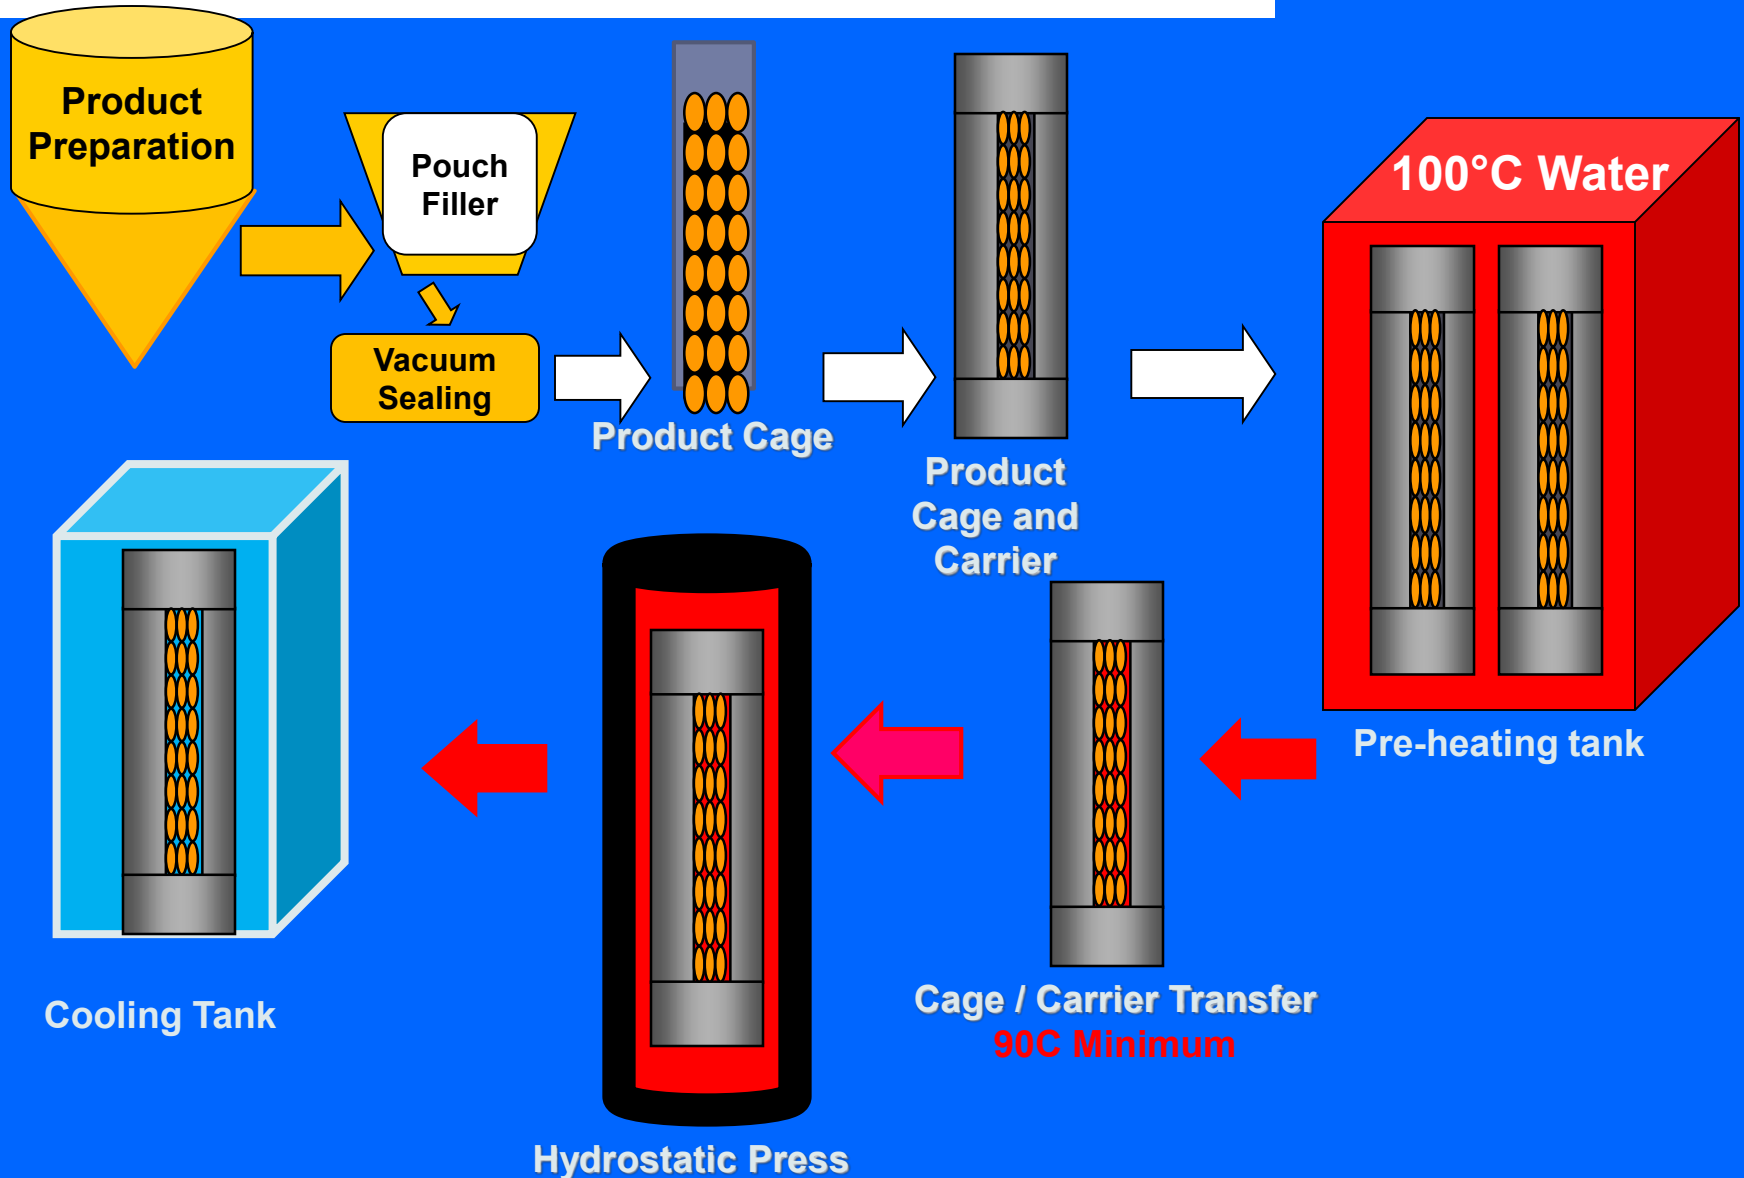 Product
Preparation
Pouch
Filler
Vacuum
Sealing
Product Cage
Product
Cage and
Carrier
100°C Water
Pre-heating tank
Cage / Carrier Transfer
90C Minimum
Hydrostatic Press
Cooling Tank